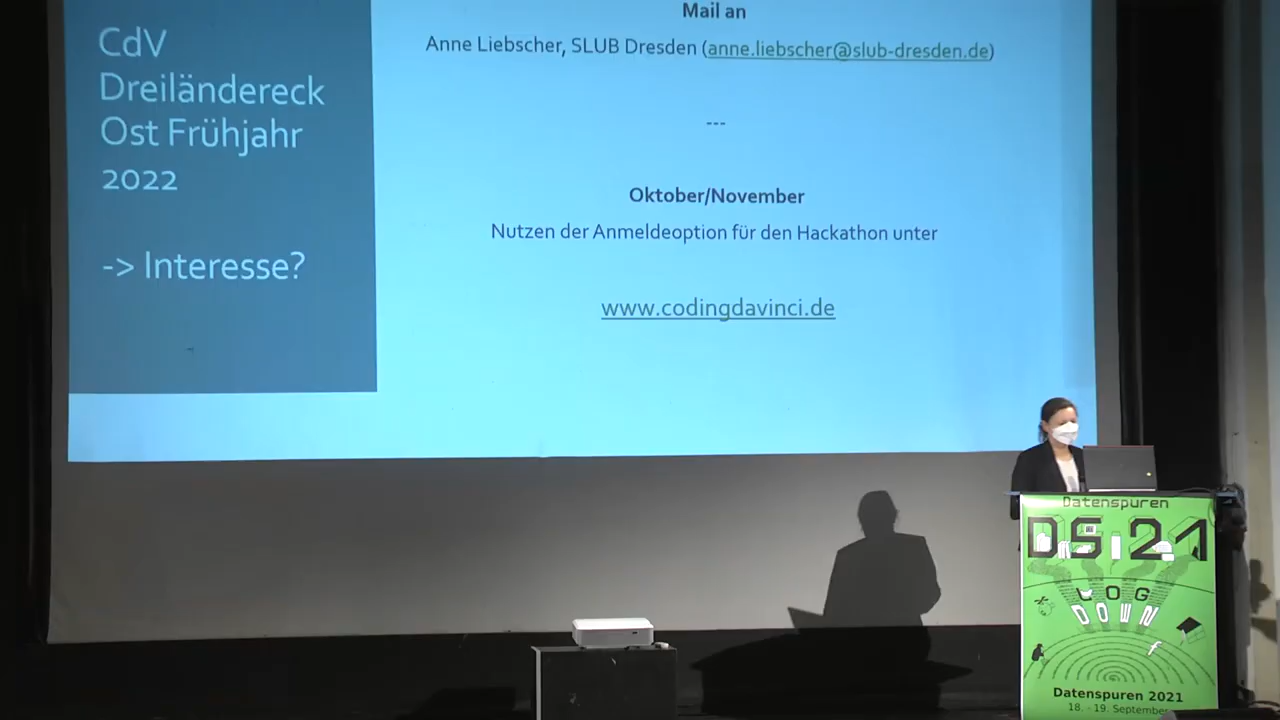 CdV
Dreiländereck
Ost Frühjahr
2022
-> Interesse?
Mail an
Anne Liebscher, SLUB Dresden (anne.liebscher@slub-dresden.de)
---
Oktober/November
Nutzen der Anmeldeoption für den Hackathon unter
www.codingdavinci.de
Datenspuren
DS:21
LOG
DOWN
Datenspuren 2021
18. - 19. September